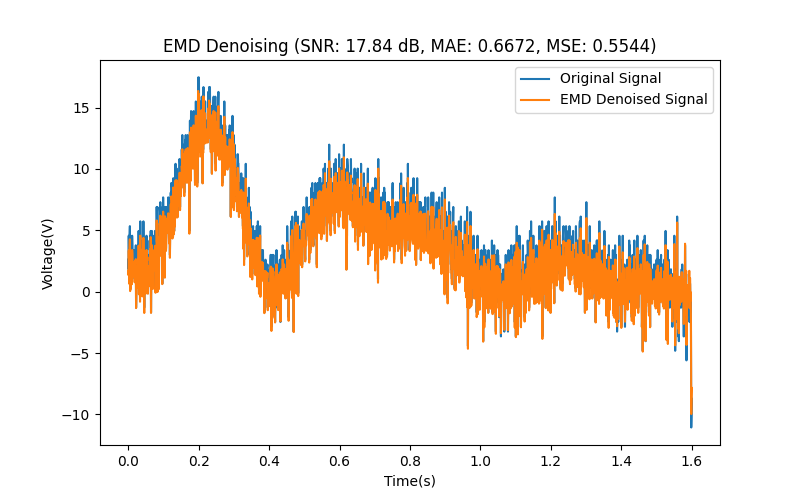 EMD Denoising (SNR: 17.84 dB, MAE: 0.6672, MSE: 0.5544)
Original Signal
EMD Denoised Signal
Voltage(V)
15
10
5
0
−5
−10
0.0 0.2 0.4 0.6 0.8 1.0 1.2 1.4 1.6
Time(s)